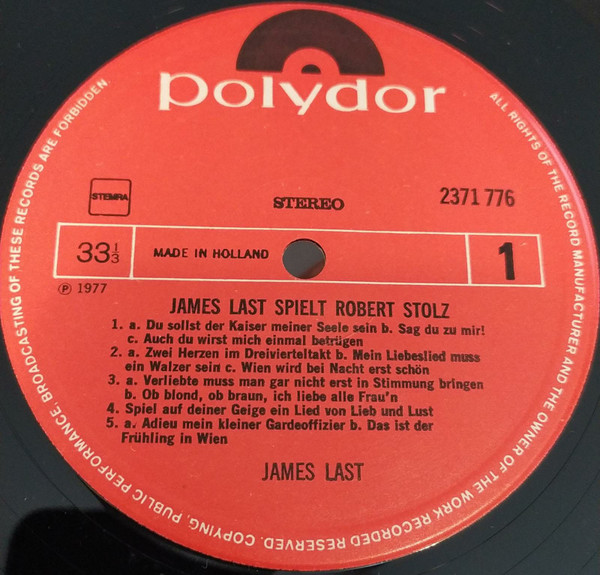 polydor
STEMRA
STEREO
2371 776
33 1/3
MADE IN HOLLAND
1
℗ 1977
JAMES LAST SPIELT ROBERT STOLZ
1. a. Du sollst der Kaiser meiner Seele sein b. Sag du zu mir!
c. Auch du wirst mich einmal betrügen
2. a. Zwei Herzen im Dreivierteltakt b. Mein Liebeslied muss
ein Walzer sein c. Wien wird bei Nacht erst schön
3. a. Verliebte muss man gar nicht erst in Stimmung bringen
b. Ob blond, ob braun, ich liebe alle Frau'n
4. Spiel auf deiner Geige ein Lied von Lieb und Lust
5. a. Adieu mein kleiner Gardeoffizier b. Das ist der
Frühling in Wien
JAMES LAST
ALL RIGHTS OF THE RECORD MANUFACTURER AND THE OWNER OF THE WORK RECORDED RESERVED. COPYING, PUBLIC PERFORMANCE, BROADCASTING OF THESE RECORDS ARE FORBIDDEN.